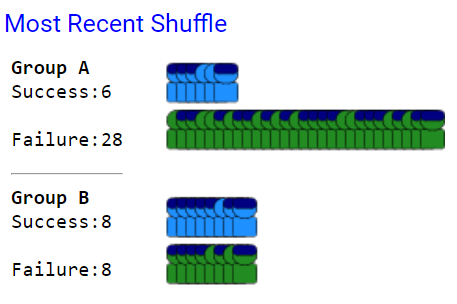 Most Recent Shuffle
Group A
Success:6
Failure:28
Group B
Success:8
Failure:8